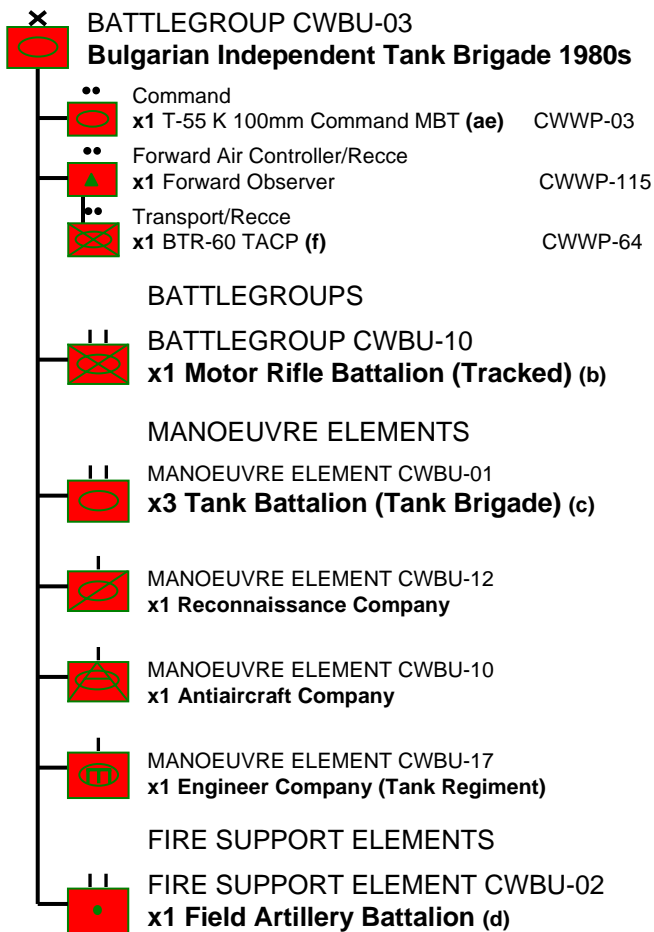 BATTLEGROUP CWBU-03
Bulgarian Independent Tank Brigade 1980s
Command
x1 T-55 K 100mm Command MBT (ae) CWWP-03
Forward Air Controller/Recce
x1 Forward Observer CWWP-115
Transport/Recce
x1 BTR-60 TACP (f) CWWP-64
BATTLEGROUPS
BATTLEGROUP CWBU-10
x1 Motor Rifle Battalion (Tracked) (b)
MANOEUVRE ELEMENTS
MANOEUVRE ELEMENT CWBU-01
x3 Tank Battalion (Tank Brigade) (c)
MANOEUVRE ELEMENT CWBU-12
x1 Reconnaissance Company
MANOEUVRE ELEMENT CWBU-10
x1 Antiaircraft Company
MANOEUVRE ELEMENT CWBU-17
x1 Engineer Company (Tank Regiment)
FIRE SUPPORT ELEMENTS
FIRE SUPPORT ELEMENT CWBU-02
x1 Field Artillery Battalion (d)